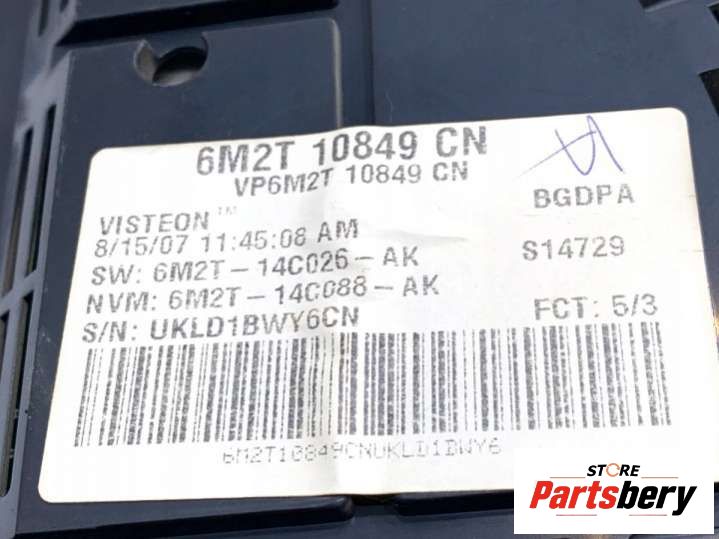 6M2T 10849 CN
VP6M2T 10849 CN
BGDPA
VISTEON™
8/15/07 11:45:08 AM
S14729
SW: 6M2T-14C026-AK
NVM: 6M2T-14C088-AK
S/N: UKLD1BWY6CN
FCT: 5/3
6M2T10849CNUKLD1BWY6
STORE
Partsbery